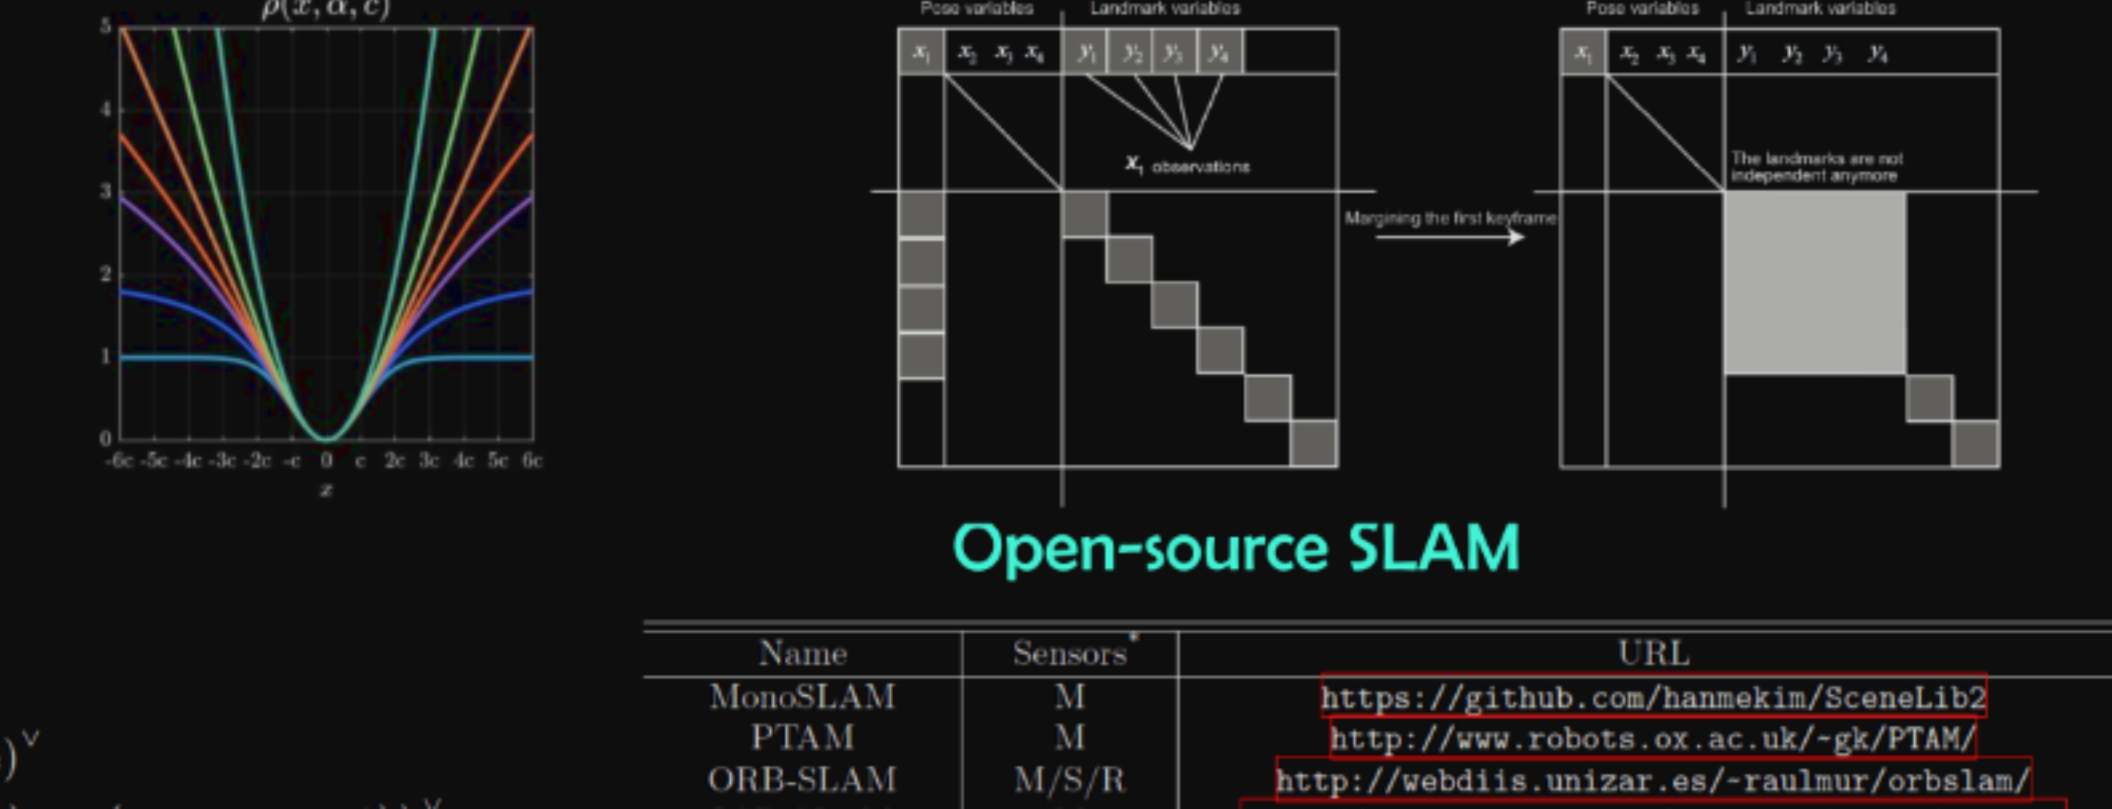 ρ(x, α, c)
5
4
3
2
1
0
-6c -5c -4c -3c -2c -c 0 c 2c 3c 4c 5c 6c
x
Pose variables Landmark variables
x₁ x₂ x₃ x₄ y₁ y₂ y₃ y₄
x₁ observations
Margining the first keyframe
Pose variables Landmark variables
x₁ x₂ x₃ x₄ y₁ y₂ y₃ y₄
The landmarks are not
independent anymore
Open-source SLAM
Name Sensors* URL
MonoSLAM M https://github.com/hanmekim/SceneLib2
PTAM M http://www.robots.ox.ac.uk/~gk/PTAM/
ORB-SLAM M/S/R http://webdiis.unizar.es/~raulmur/orbslam/
)^∨